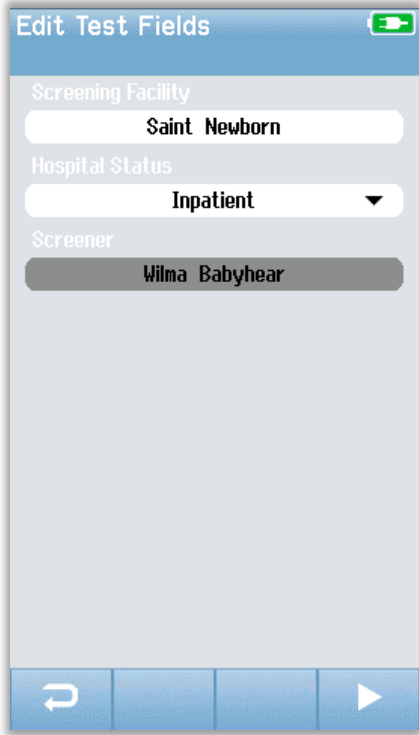 Edit Test Fields
Screening Facility
Saint Newborn
Hospital Status
Inpatient
Screener
Wilma Babyhear